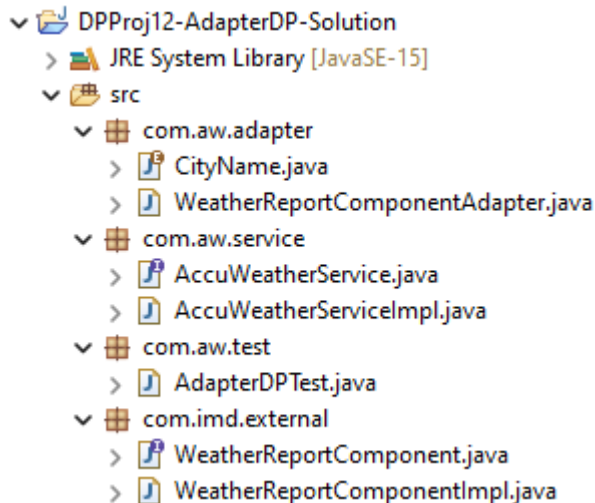 DPProj12-AdapterDP-Solution
JRE System Library [JavaSE-15]
src
com.aw.adapter
CityName.java
WeatherReportComponentAdapter.java
com.aw.service
AccuWeatherService.java
AccuWeatherServiceImpl.java
com.aw.test
AdapterDPTest.java
com.imd.external
WeatherReportComponent.java
WeatherReportComponentImpl.java